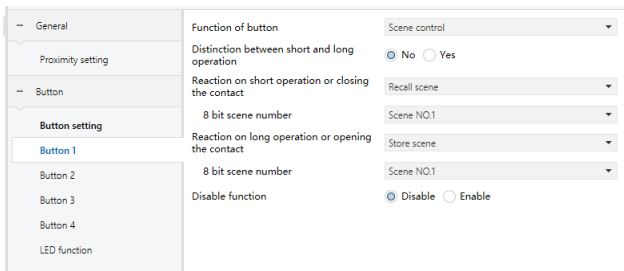 General
Proximity setting
Button
Button setting
Button 1
Button 2
Button 3
Button 4
LED function
Function of button
Scene control
Distinction between short and long
operation
No
Yes
Reaction on short operation or closing
the contact
Recall scene
8 bit scene number
Scene NO.1
Reaction on long operation or opening
the contact
Store scene
8 bit scene number
Scene NO.1
Disable function
Disable
Enable